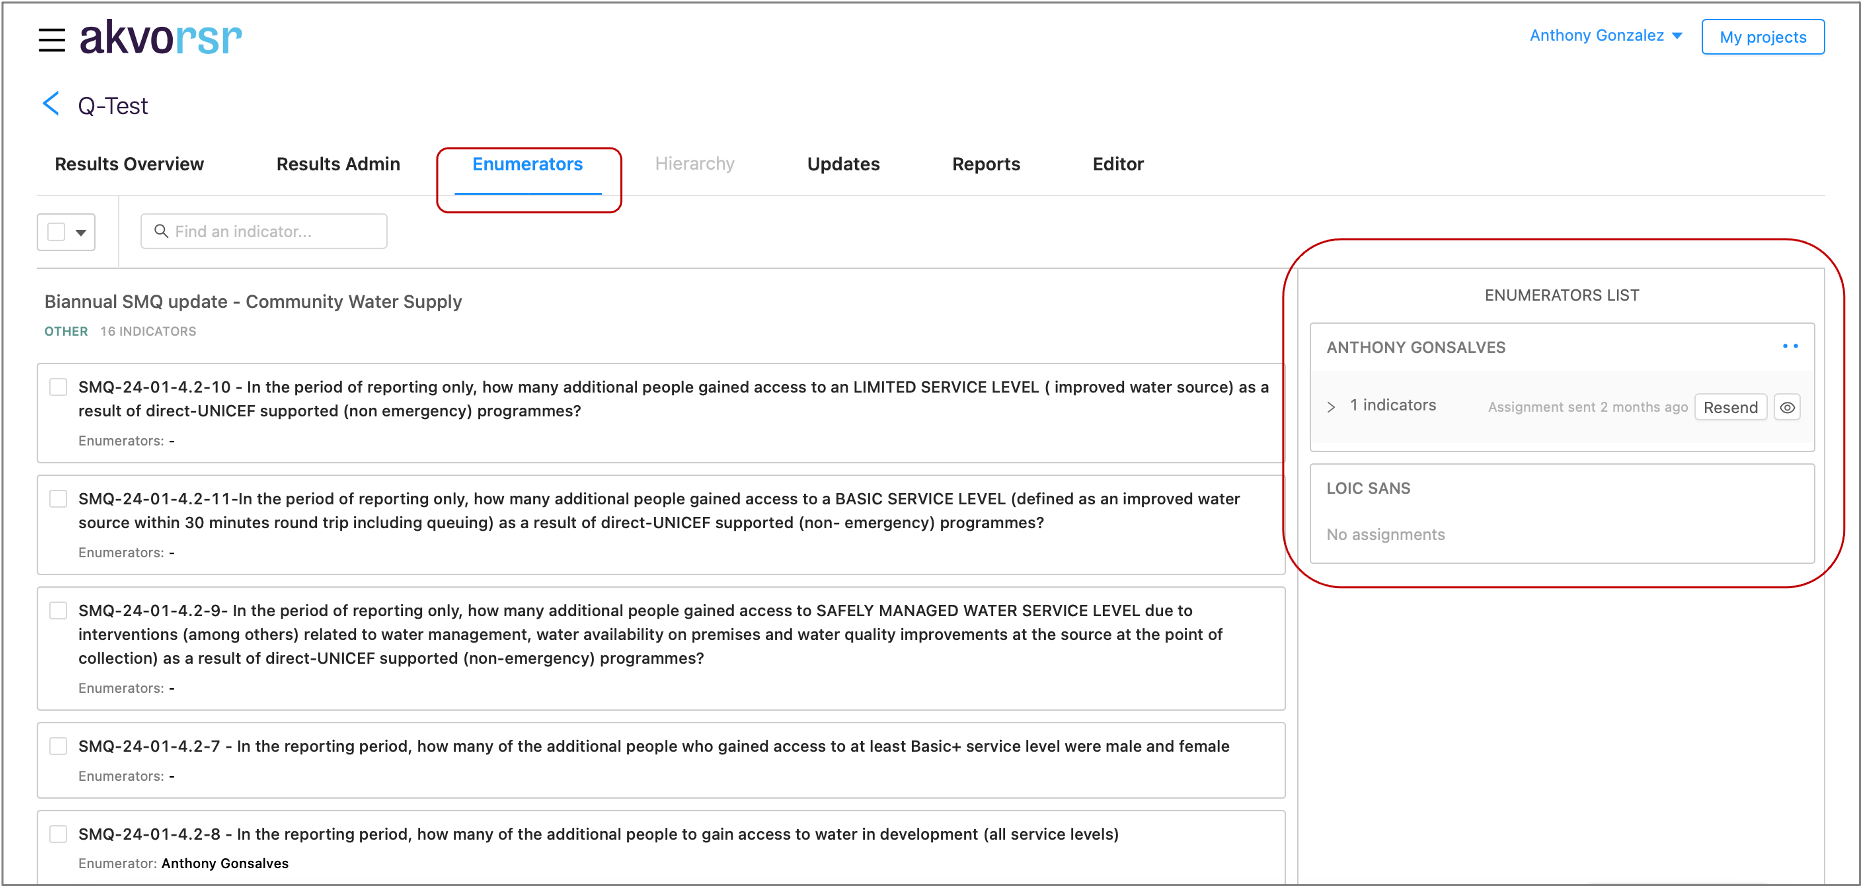 akvorsr
Anthony Gonzalez
My projects
Q-Test
Results Overview
Results Admin
Enumerators
Hierarchy
Updates
Reports
Editor
Find an indicator...
Biannual SMQ update - Community Water Supply
OTHER 16 INDICATORS
SMQ-24-01-4.2-10 - In the period of reporting only, how many additional people gained access to an LIMITED SERVICE LEVEL ( improved water source) as a
result of direct-UNICEF supported (non emergency) programmes?
Enumerators: -
SMQ-24-01-4.2-11-In the period of reporting only, how many additional people gained access to a BASIC SERVICE LEVEL (defined as an improved water
source within 30 minutes round trip including queuing) as a result of direct-UNICEF supported (non- emergency) programmes?
Enumerators: -
SMQ-24-01-4.2-9- In the period of reporting only, how many additional people gained access to SAFELY MANAGED WATER SERVICE LEVEL due to
interventions (among others) related to water management, water availability on premises and water quality improvements at the source at the point of
collection) as a result of direct-UNICEF supported (non-emergency) programmes?
Enumerators: -
SMQ-24-01-4.2-7 - In the reporting period, how many of the additional people who gained access to at least Basic+ service level were male and female
Enumerators: -
SMQ-24-01-4.2-8 - In the reporting period, how many of the additional people to gain access to water in development (all service levels)
Enumerator: Anthony Gonsalves
ENUMERATORS LIST
ANTHONY GONSALVES
1 indicators
Assignment sent 2 months ago
Resend
LOIC SANS
No assignments